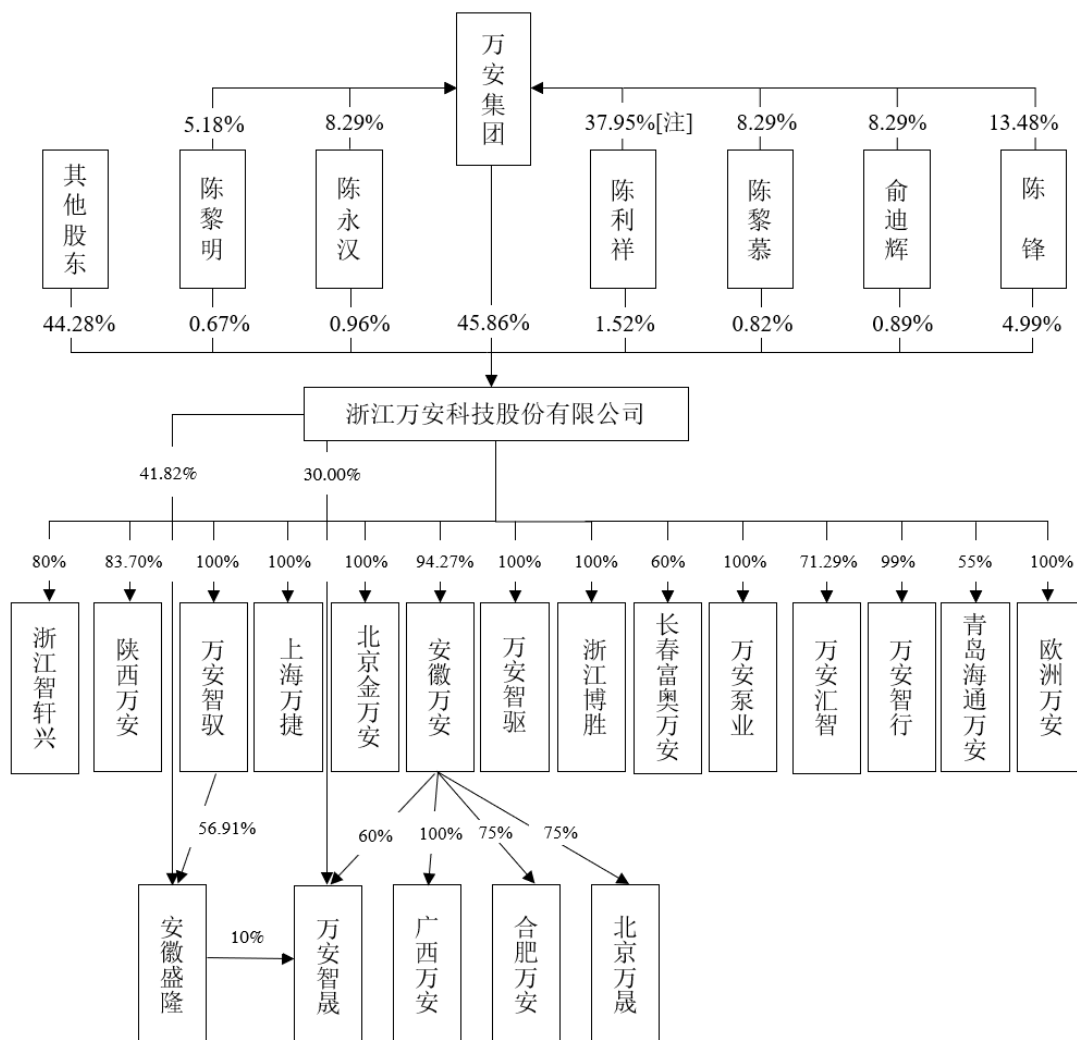 万安集团
5.18%
8.29%
37.95%[注]
8.29%
8.29%
13.48%
其他股东
陈黎明
陈永汉
陈利祥
陈黎慕
俞迪辉
陈锋
44.28%
0.67%
0.96%
45.86%
1.52%
0.82%
0.89%
4.99%
浙江万安科技股份有限公司
41.82%
30.00%
80%
83.70%
100%
100%
100%
94.27%
100%
100%
60%
100%
71.29%
99%
55%
100%
浙江智轩兴
陕西万安
万安智驭
上海万捷
北京金万安
安徽万安
万安智驱
浙江博胜
长春富奥万安
万安泵业
万安汇智
万安智行
青岛海通万安
欧洲万安
56.91%
60%
100%
75%
75%
安徽盛隆
10%
万安智晟
广西万安
合肥万安
北京万晟